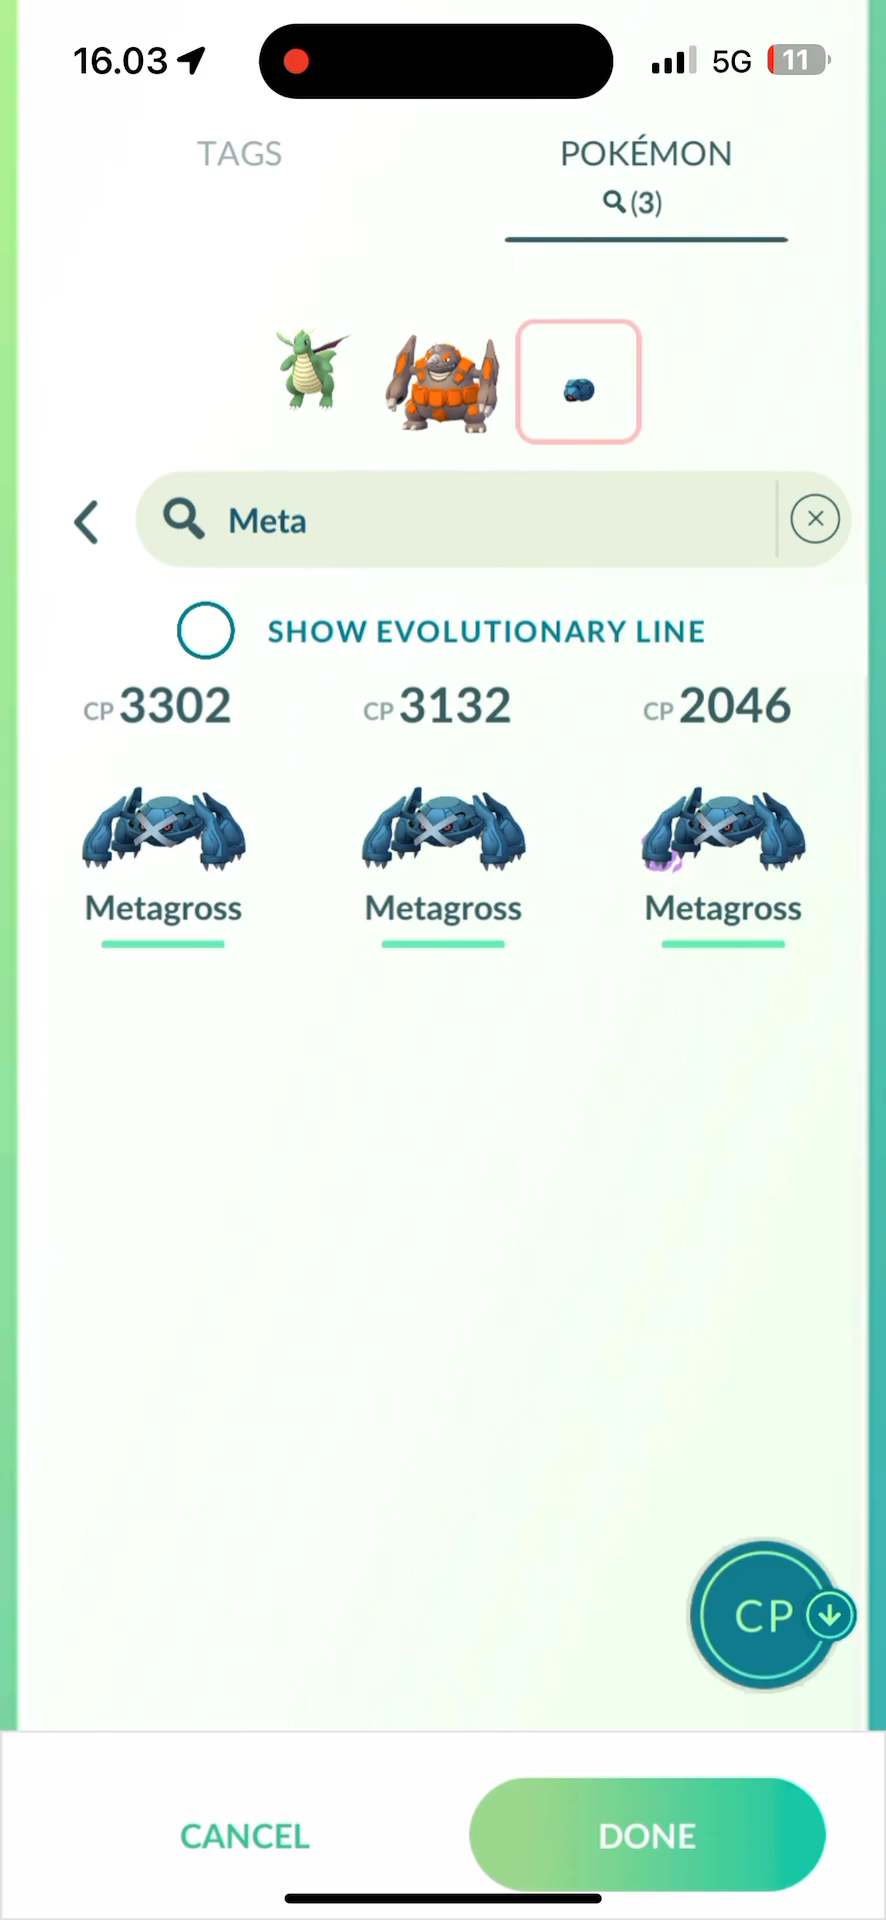 16.03
5G
11
TAGS
POKÉMON
(3)
Meta
SHOW EVOLUTIONARY LINE
CP 3302
CP 3132
CP 2046
Metagross
Metagross
Metagross
CP
CANCEL
DONE